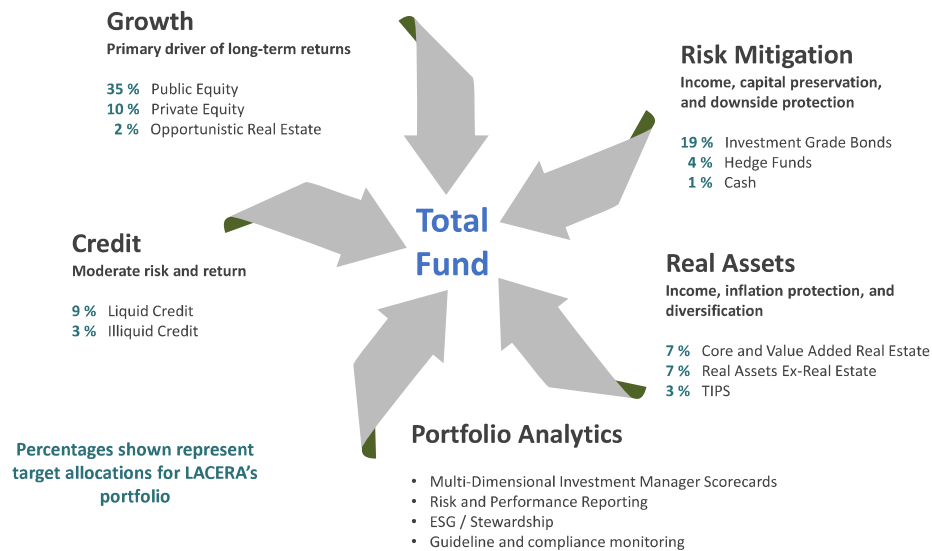 Growth
Primary driver of long-term returns
35 % Public Equity
10 % Private Equity
2 % Opportunistic Real Estate
Risk Mitigation
Income, capital preservation,
and downside protection
19 % Investment Grade Bonds
4 % Hedge Funds
1 % Cash
Total
Fund
Credit
Moderate risk and return
9 % Liquid Credit
3 % Illiquid Credit
Real Assets
Income, inflation protection, and
diversification
7 % Core and Value Added Real Estate
7 % Real Assets Ex-Real Estate
3 % TIPS
Percentages shown represent
target allocations for LACERA’s
portfolio
Portfolio Analytics
• Multi-Dimensional Investment Manager Scorecards
• Risk and Performance Reporting
• ESG / Stewardship
• Guideline and compliance monitoring